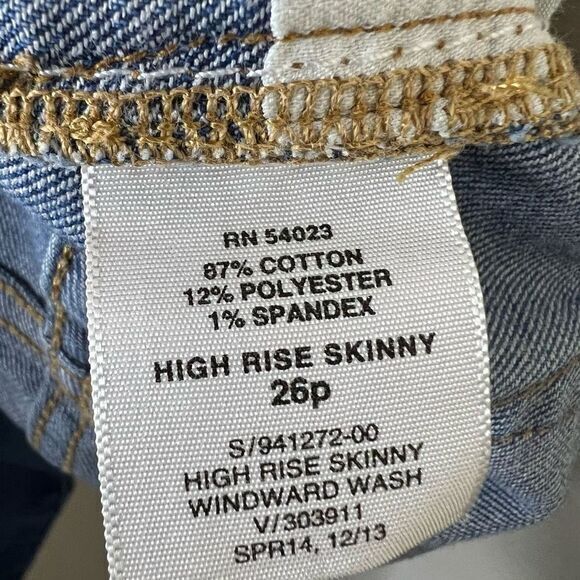 RN 54023
87% COTTON
12% POLYESTER
1% SPANDEX
HIGH RISE SKINNY
26p
S/941272-00
HIGH RISE SKINNY
WINDWARD WASH
V/303911
SPR14, 12/13